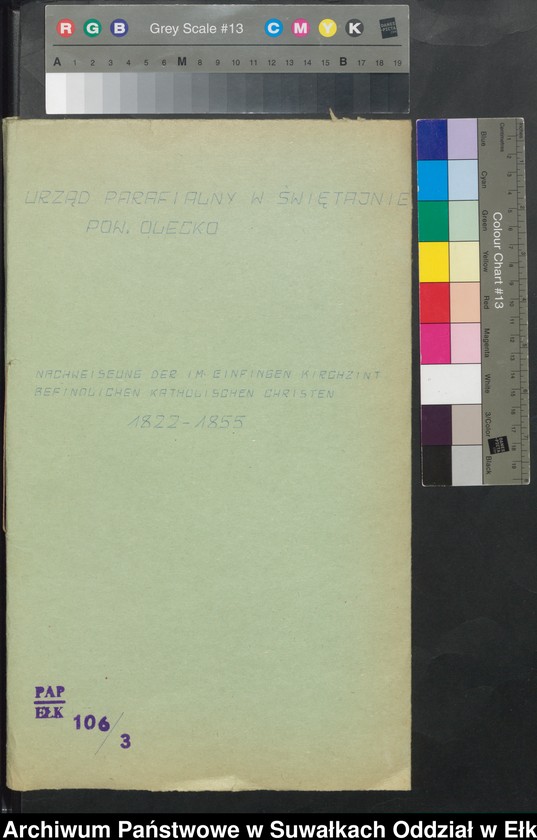 R G B Grey Scale #13 C M Y K
A 1 2 3 4 5 6 M 8 9 10 11 12 13 14 15 B 17 18 19
URZĄD PARAFIALNY W ŚWIĘTAJNIE
POW. OLECKO
NACHWEISEUNG DER IM EINFINGEN KIRCHZINT
BEFINDLICHEN KATHOLISCHEN CHRISTEN
1822-1855
PAP
EŁK 106/3
Colour Chart #13
Blue
Cyan
Green
Yellow
Red
Magenta
White
3/Color
Black
Archiwum Państwowe w Suwałkach Oddział w Ełk